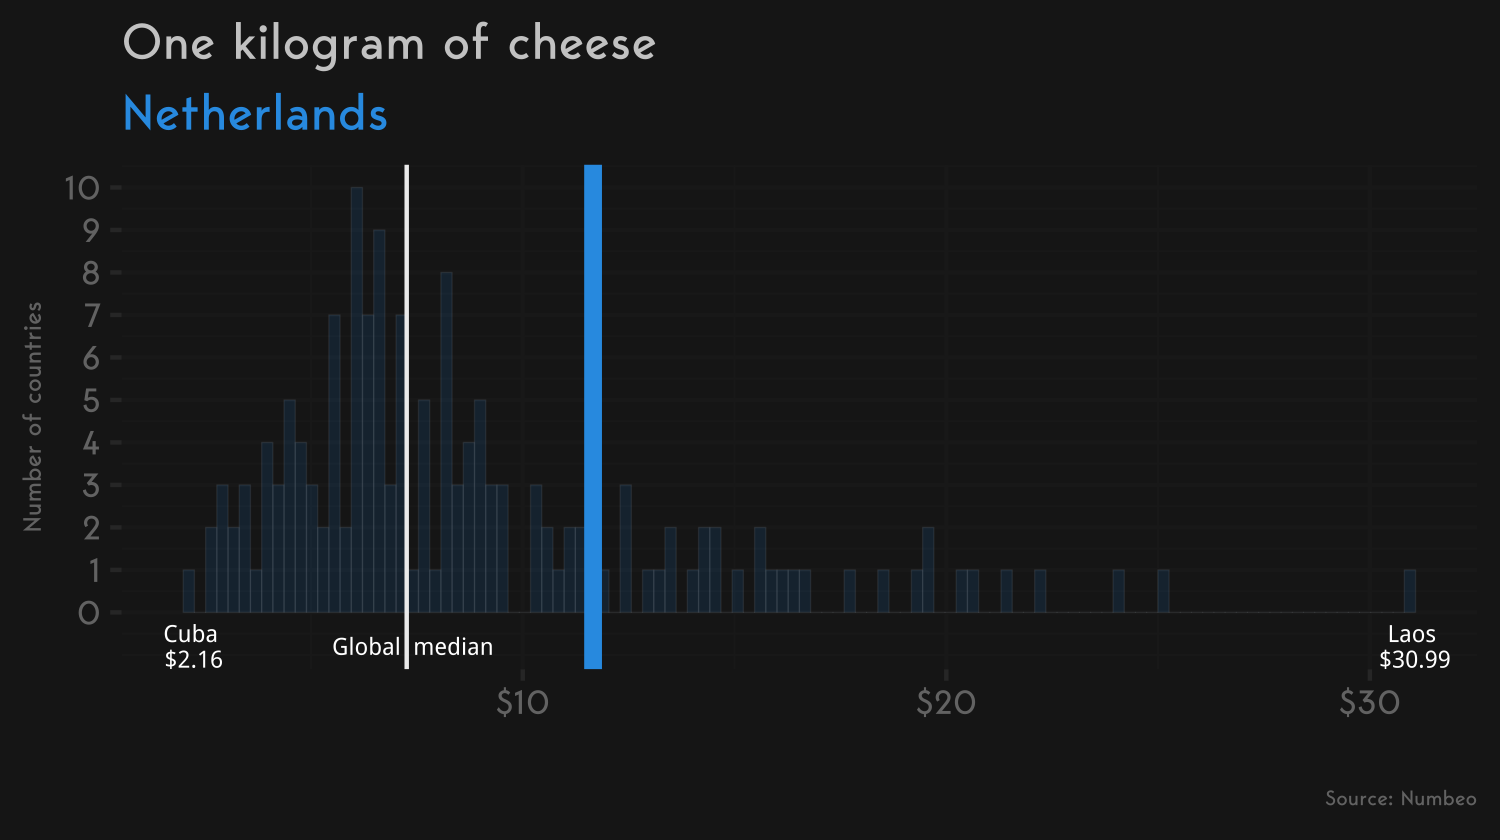 One kilogram of cheese
Netherlands
Number of countries
10
9
8
7
6
5
4
3
2
1
0
Cuba
$2.16
Global median
Laos
$30.99
$10
$20
$30
Source: Numbeo